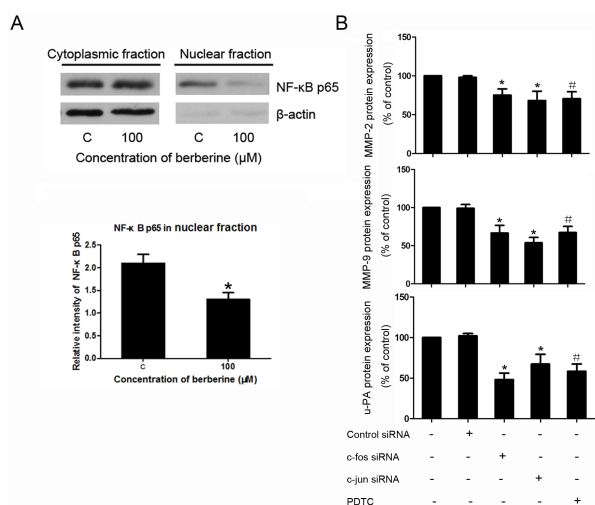 A
Cytoplasmic fraction Nuclear fraction
NF-κB p65
β-actin
C 100 C 100
Concentration of berberine (μM)
NF-κ B p65 in nuclear fraction
Relative intensity of NF-κ B p65
2.5
2.0
1.5
1.0
0.5
0.0
*
C 100
Concentration of berberine (μM)
B
MMP-2 protein expression
(% of control)
150
100
50
0
* * #
MMP-9 protein expression
(% of control)
150
100
50
0
* * #
u-PA protein expression
(% of control)
150
100
50
0
* * #
Control siRNA - + - - -
c-fos siRNA - - + - -
c-jun siRNA - - - + -
PDTC - - - - +